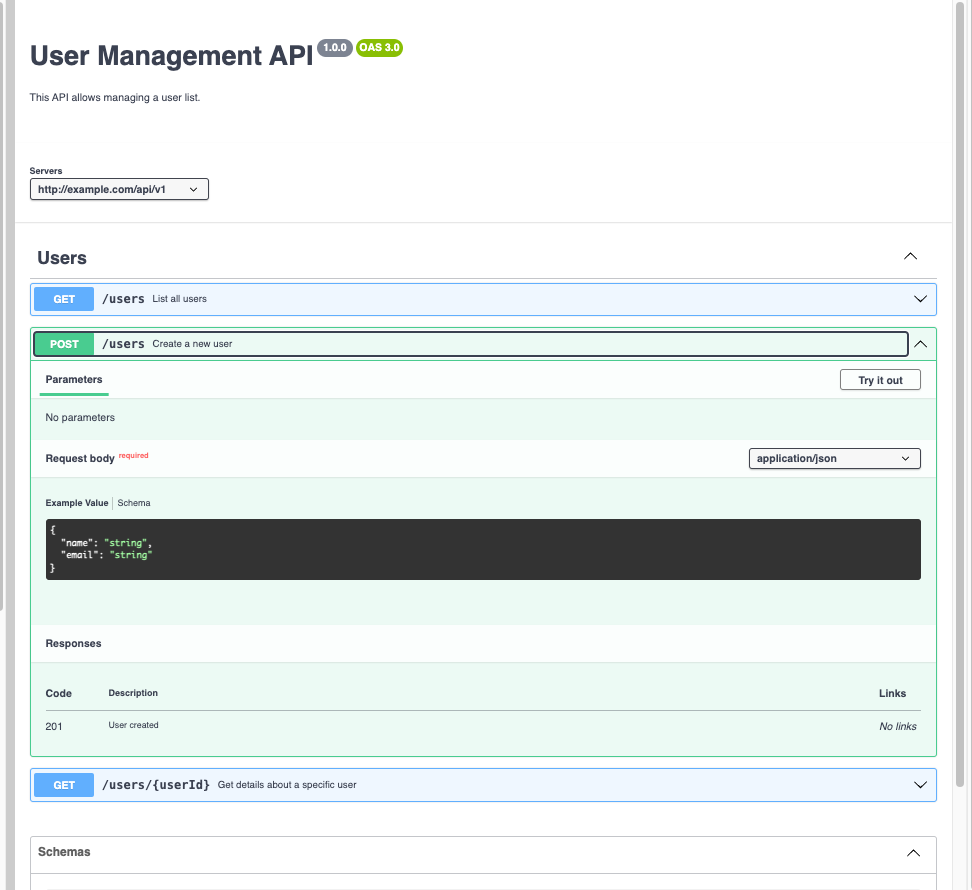 User Management API 1.0.0 OAS 3.0
This API allows managing a user list.
Servers
http://example.com/api/v1
Users
GET /users List all users
POST /users Create a new user
Parameters Try it out
No parameters
Request body required application/json
Example Value Schema
{
"name": "string",
"email": "string"
}
Responses
Code Description Links
201 User created No links
GET /users/{userId} Get details about a specific user
Schemas